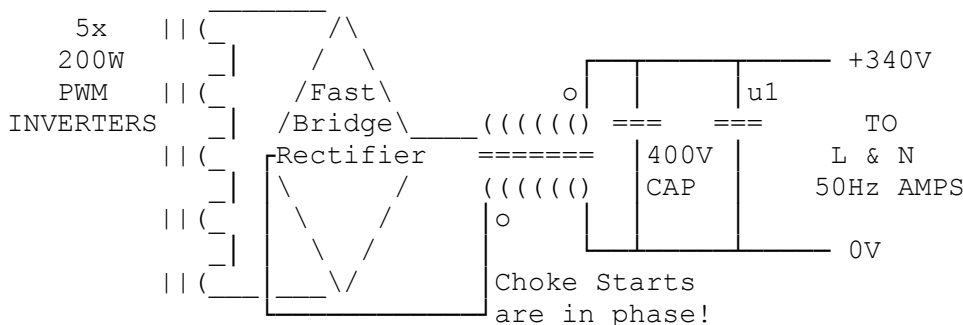 5x
200W
PWM
INVERTERS
Fast
Bridge
Rectifier
o
o
400V
CAP
u1
+340V
TO
L & N
50Hz AMPS
0V
Choke Starts
are in phase!